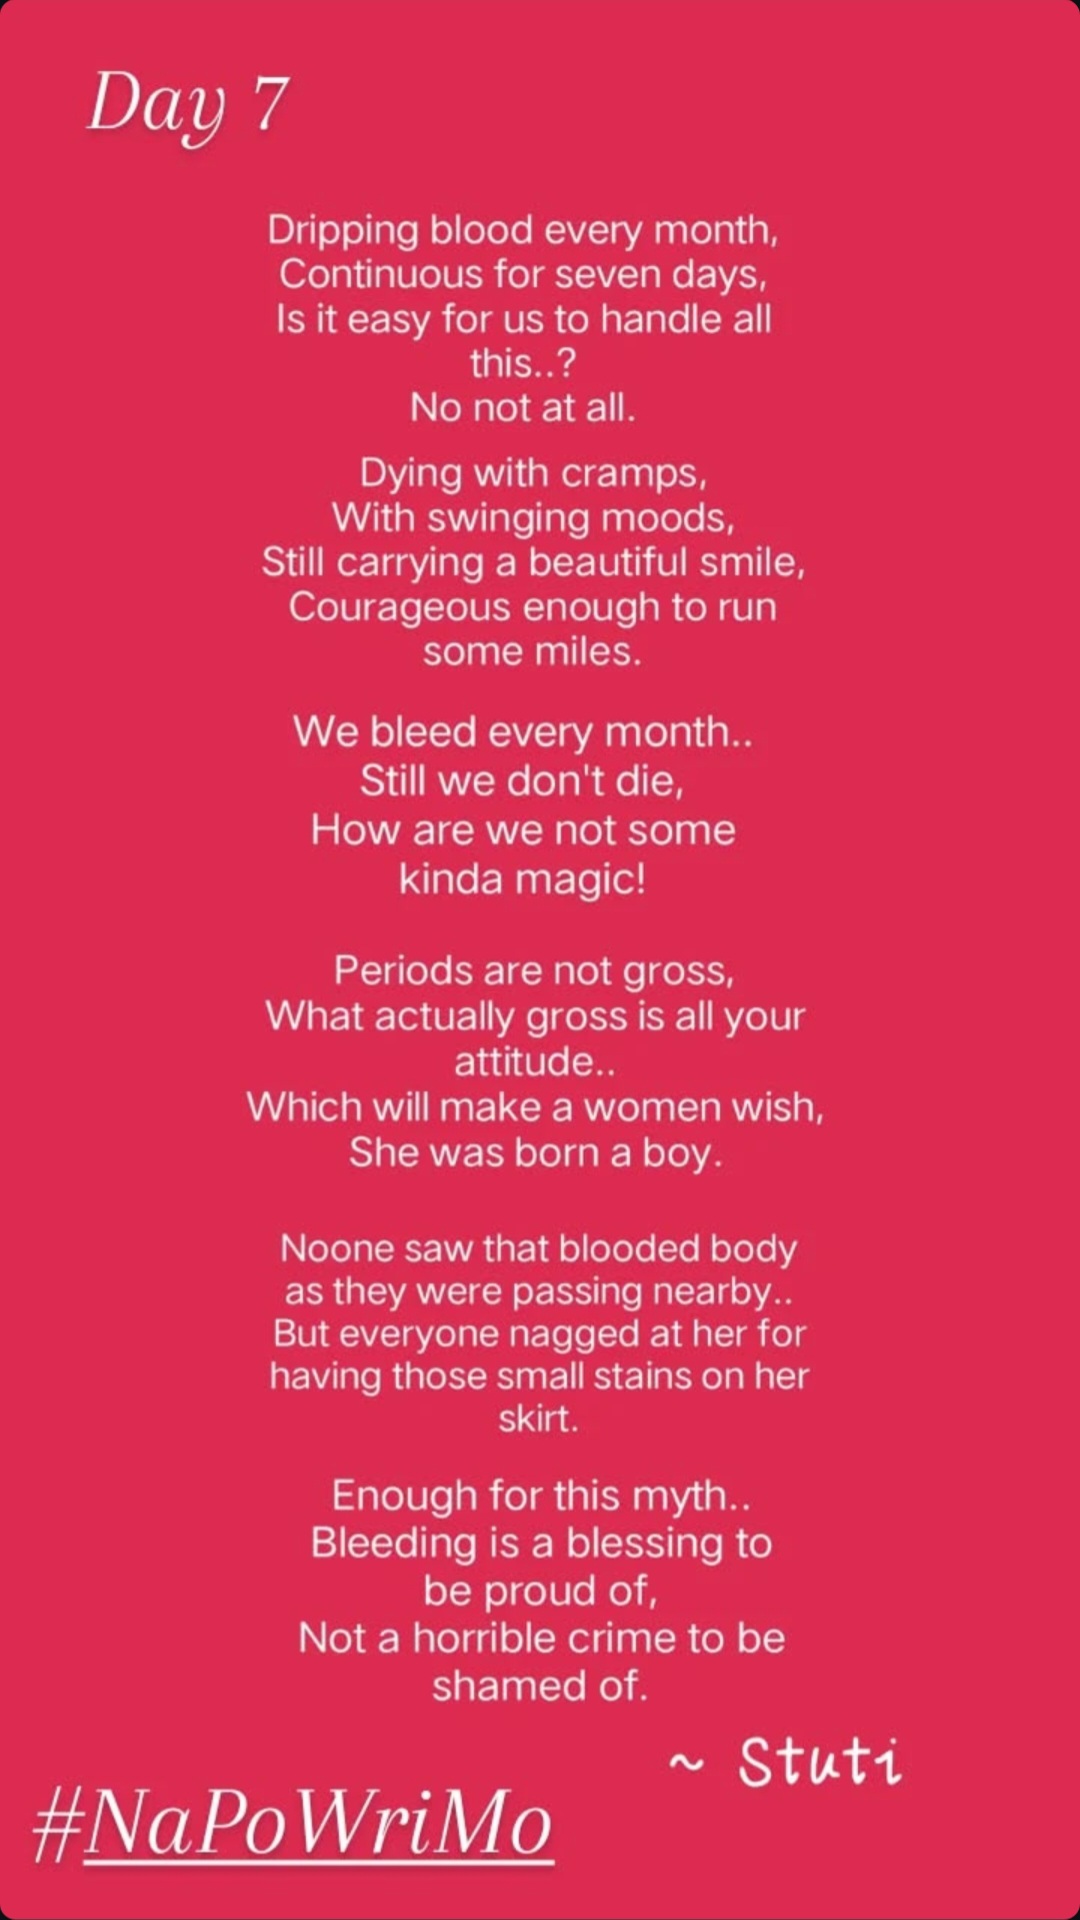 Day 7
Dripping blood every month,
Continuous for seven days,
Is it easy for us to handle all
this..?
No not at all.
Dying with cramps,
With swinging moods,
Still carrying a beautiful smile,
Courageous enough to run
some miles.
We bleed every month..
Still we don't die,
How are we not some
kinda magic!
Periods are not gross,
What actually gross is all your
attitude..
Which will make a women wish,
She was born a boy.
Noone saw that blooded body
as they were passing nearby..
But everyone nagged at her for
having those small stains on her
skirt.
Enough for this myth..
Bleeding is a blessing to
be proud of,
Not a horrible crime to be
shamed of.
~ Stuti
#NaPoWriMo